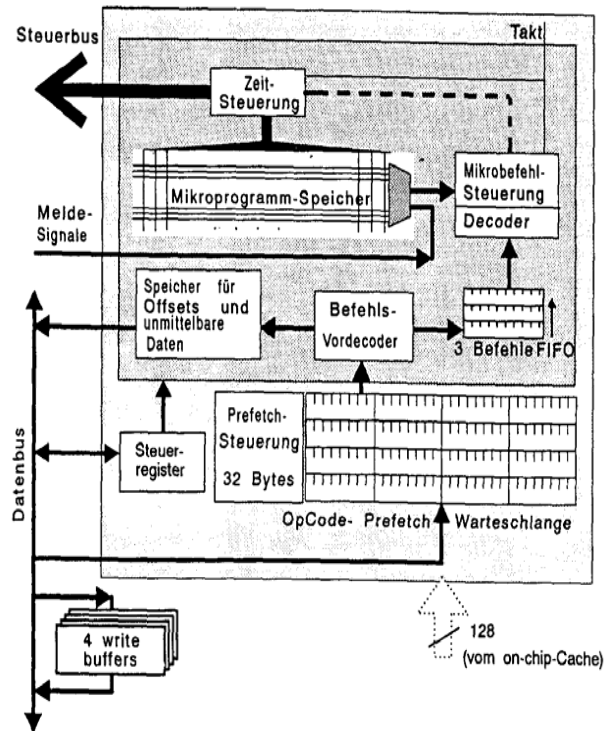 Takt
Steuerbus
Zeit-
Steuerung
Mikroprogramm-Speicher
Mikrobefehl-
Steuerung
Decoder
Melde-
Signale
Speicher für
Offsets und
unmittelbare
Daten
Befehls-
Vordecoder
3 Befehle FIFO
Prefetch-
Steuerung
32 Bytes
Steuer-
register
OpCode- Prefetch Warteschlange
Datenbus
4 write
buffers
128
(vom on-chip-Cache)